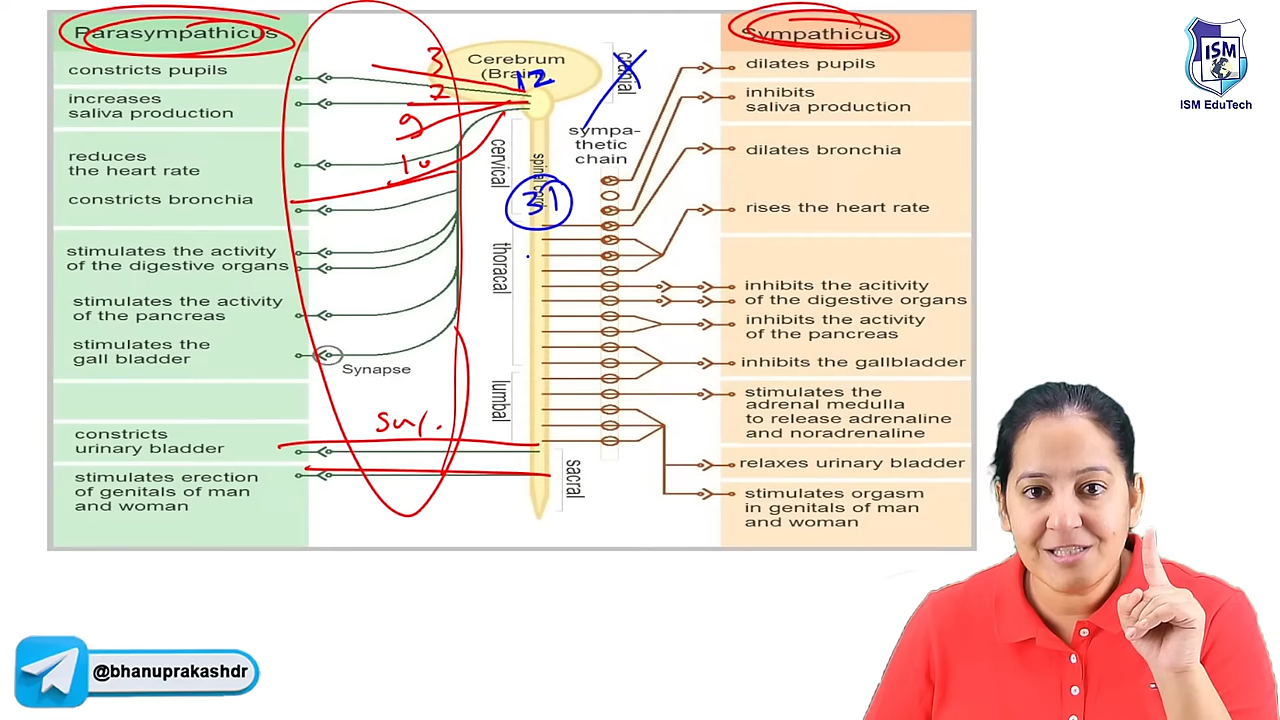 Parasympathicus
constricts pupils
increases
saliva production
reduces
the heart rate
constricts bronchia
stimulates the activity
of the digestive organs
stimulates the activity
of the pancreas
stimulates the
gall bladder
constricts
urinary bladder
stimulates erection
of genitals of man
and woman
3
7
9
10
Synapse
Cerebrum
(Brain)
12
cranial
sympa-
thetic
chain
cervical
spinal cord
31
thoracal
lumbal
sacral
Sympathicus
dilates pupils
inhibits
saliva production
dilates bronchia
rises the heart rate
inhibits the acitivity
of the digestive organs
inhibits the activity
of the pancreas
inhibits the gallbladder
stimulates the
adrenal medulla
to release adrenaline
and noradrenaline
relaxes urinary bladder
stimulates orgasm
in genitals of man
and woman
ISM
ISM EduTech
@bhanuprakashdr